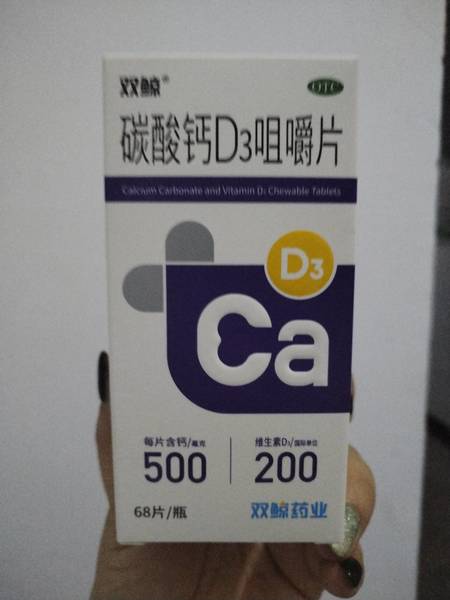 双鲸®
OTC
碳酸钙D3咀嚼片
Calcium Carbonate and Vitamin D₃ Chewable Tablets
D3
Ca
每片含钙/毫克
500
维生素D₃/国际单位
200
68片/瓶
双鲸药业